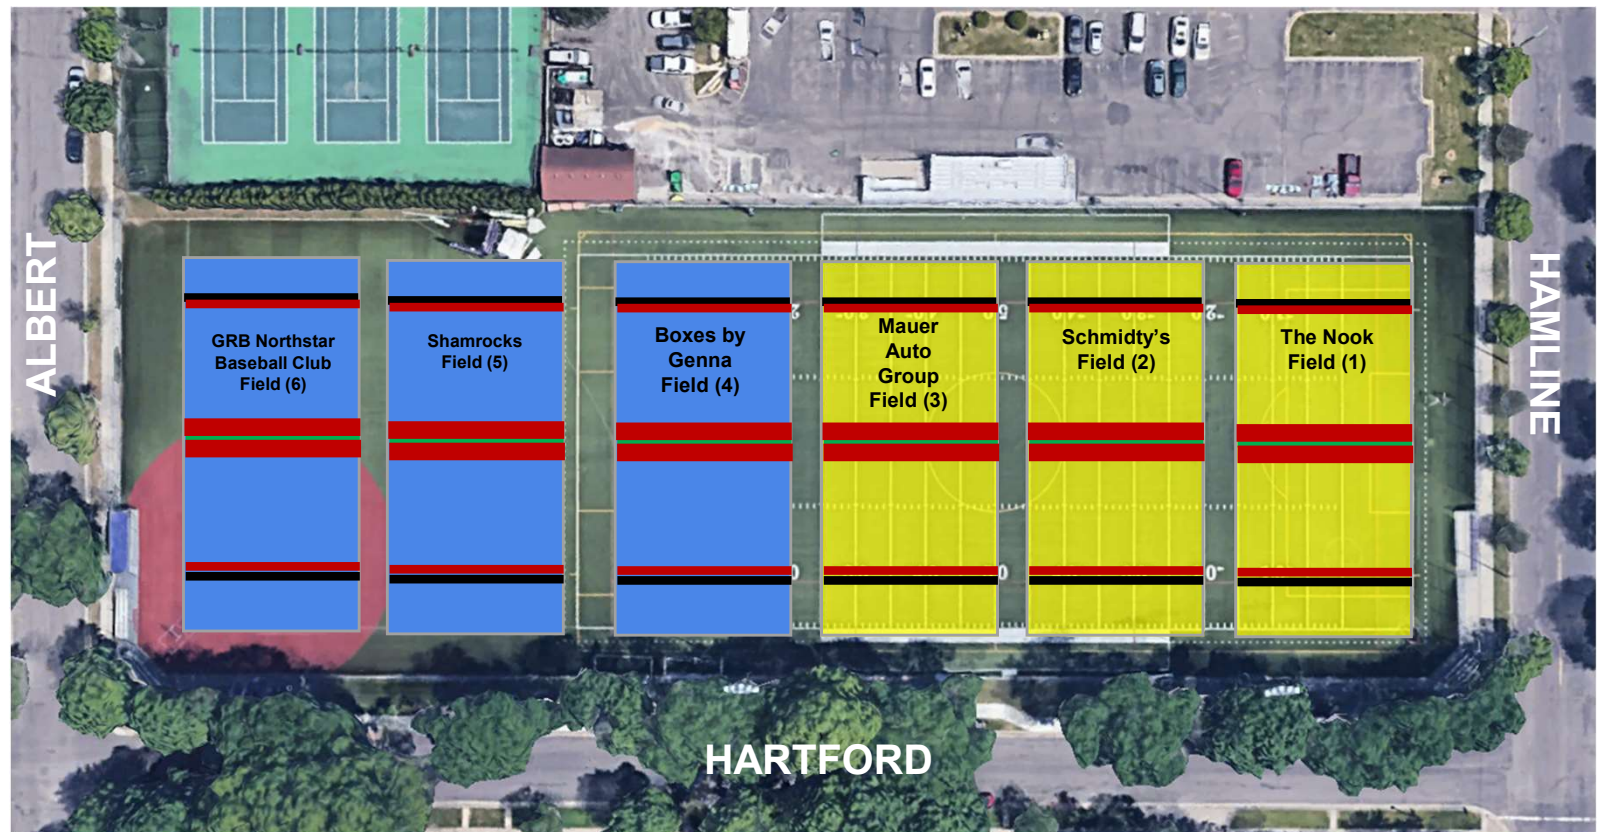 ALBERT
GRB Northstar
Baseball Club
Field (6)
Shamrocks
Field (5)
Boxes by
Genna
Field (4)
Mauer
Auto
Group
Field (3)
Schmidty’s
Field (2)
The Nook
Field (1)
HAMLINE
HARTFORD